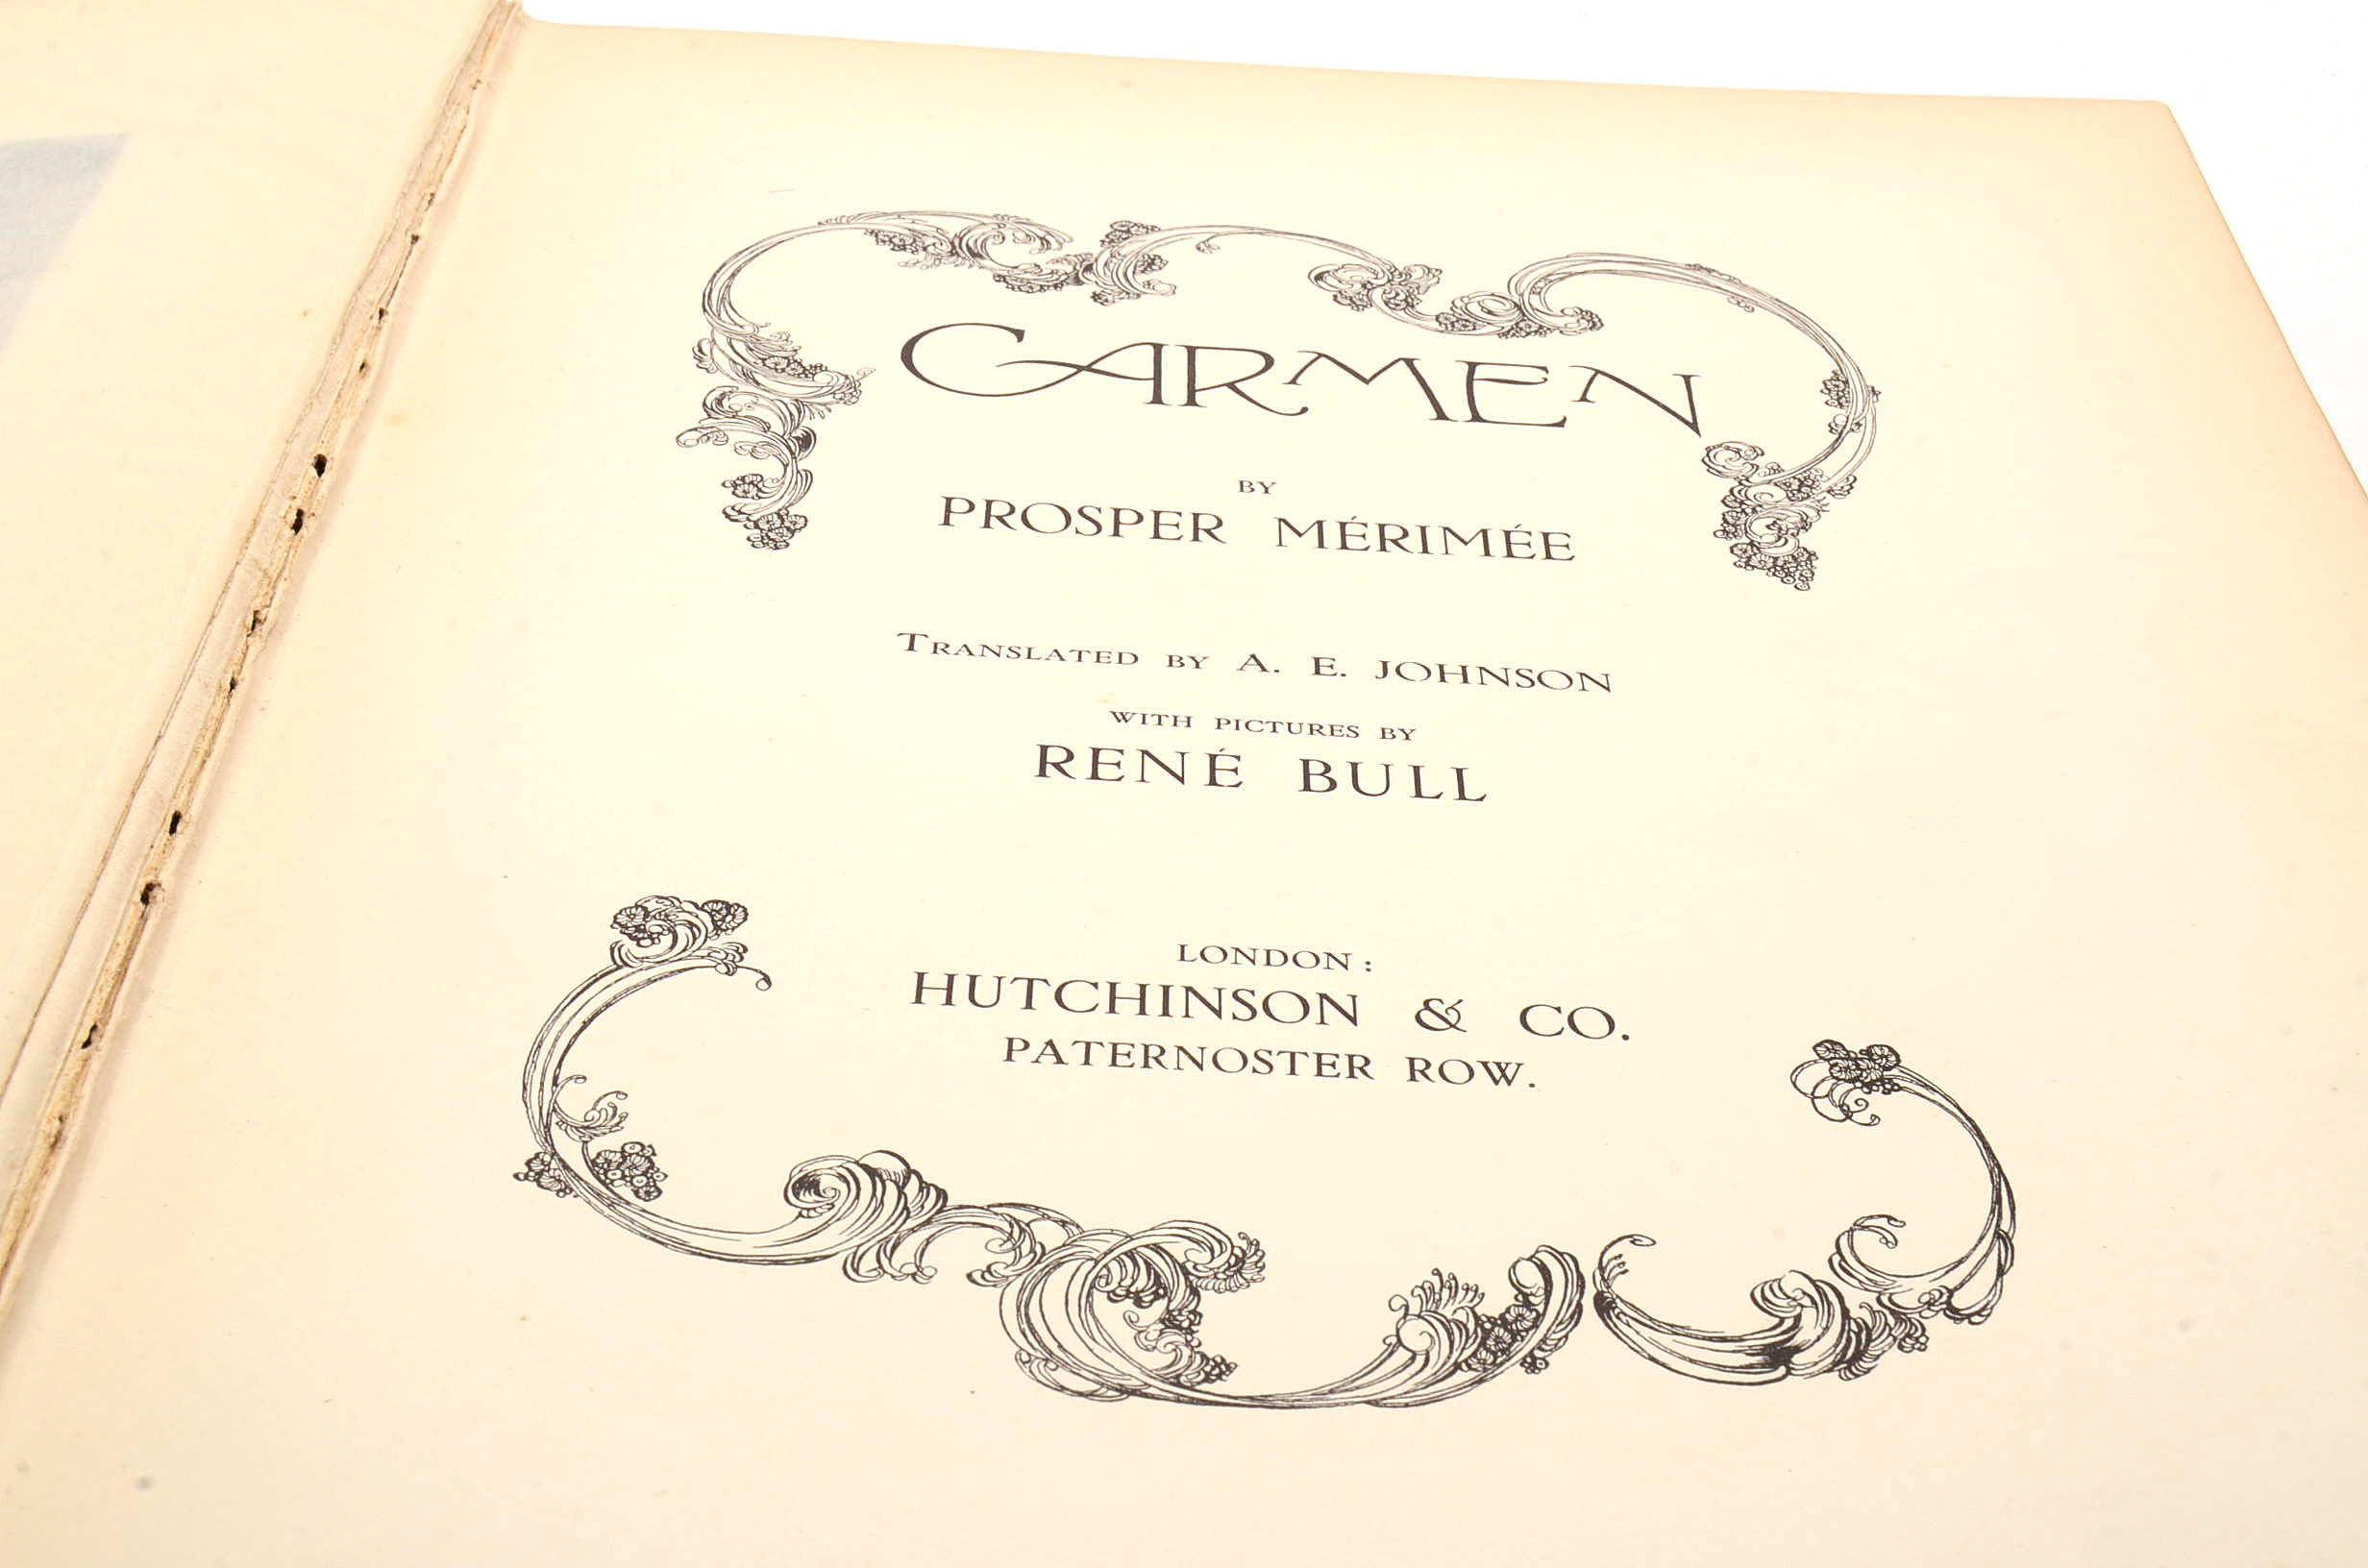 CARMEN
BY
PROSPER MÉRIMÉE
TRANSLATED BY A. E. JOHNSON
WITH PICTURES BY
RENÉ BULL
LONDON:
HUTCHINSON & CO.
PATERNOSTER ROW.